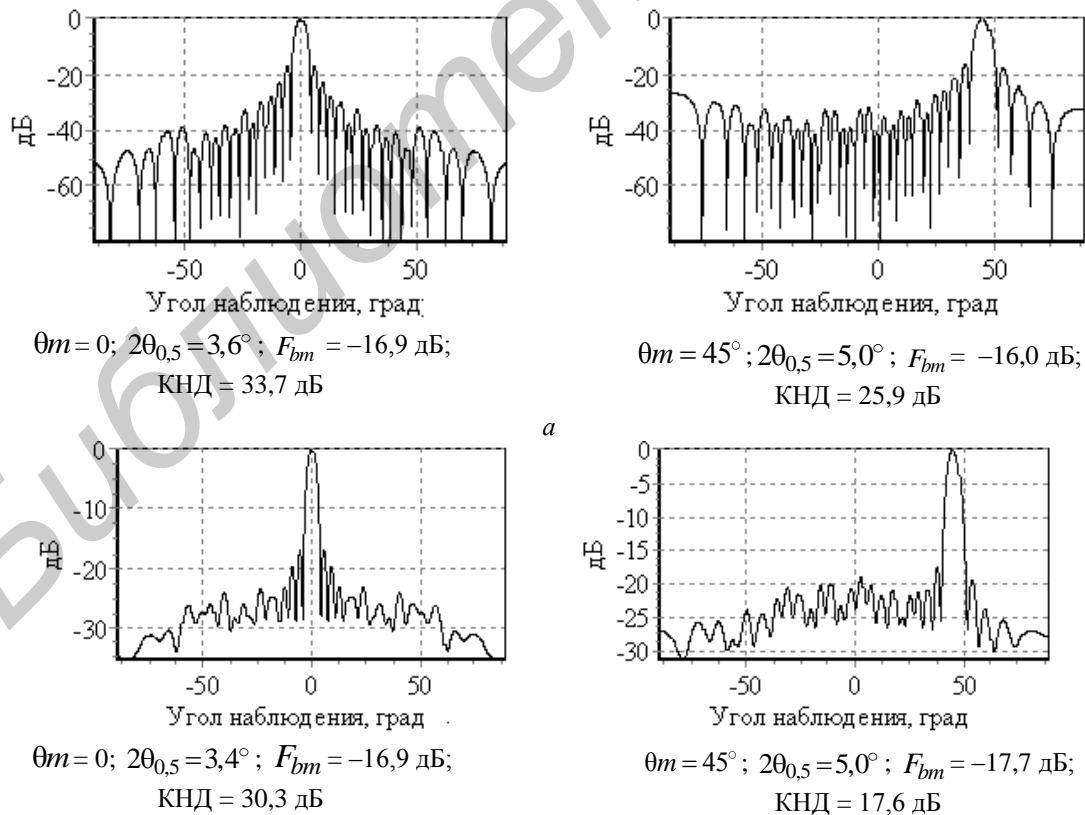 0
-20
-40
-60
дБ
-50
0
50
Угол наблюдения, град
θm = 0; 2θ0,5 = 3,6°; Fbm = –16,9 дБ;
КНД = 33,7 дБ
0
-20
-40
-60
дБ
-50
0
50
Угол наблюдения, град
θm = 45°; 2θ0,5 = 5,0°; Fbm = –16,0 дБ;
КНД = 25,9 дБ
а
0
-10
-20
-30
дБ
-50
0
50
Угол наблюдения, град
θm = 0; 2θ0,5 = 3,4°; Fbm = –16,9 дБ;
КНД = 30,3 дБ
0
-5
-10
-15
-20
-25
-30
дБ
-50
0
50
Угол наблюдения, град
θm = 45°; 2θ0,5 = 5,0°; Fbm = –17,7 дБ;
КНД = 17,6 дБ